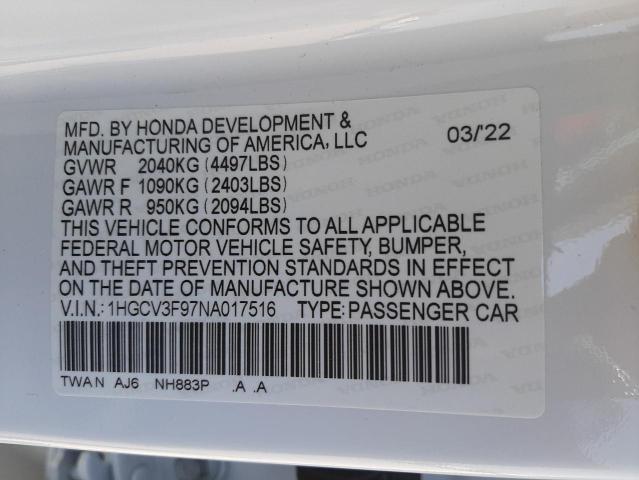 MFD. BY HONDA DEVELOPMENT & 03/'22
MANUFACTURING OF AMERICA, LLC
GVWR 2040KG (4497LBS)
GAWR F 1090KG (2403LBS)
GAWR R 950KG (2094LBS)
THIS VEHICLE CONFORMS TO ALL APPLICABLE
FEDERAL MOTOR VEHICLE SAFETY, BUMPER,
AND THEFT PREVENTION STANDARDS IN EFFECT
ON THE DATE OF MANUFACTURE SHOWN ABOVE.
V.I.N.: 1HGCV3F97NA017516 TYPE: PASSENGER CAR
TWAN AJ6 NH883P .A .A